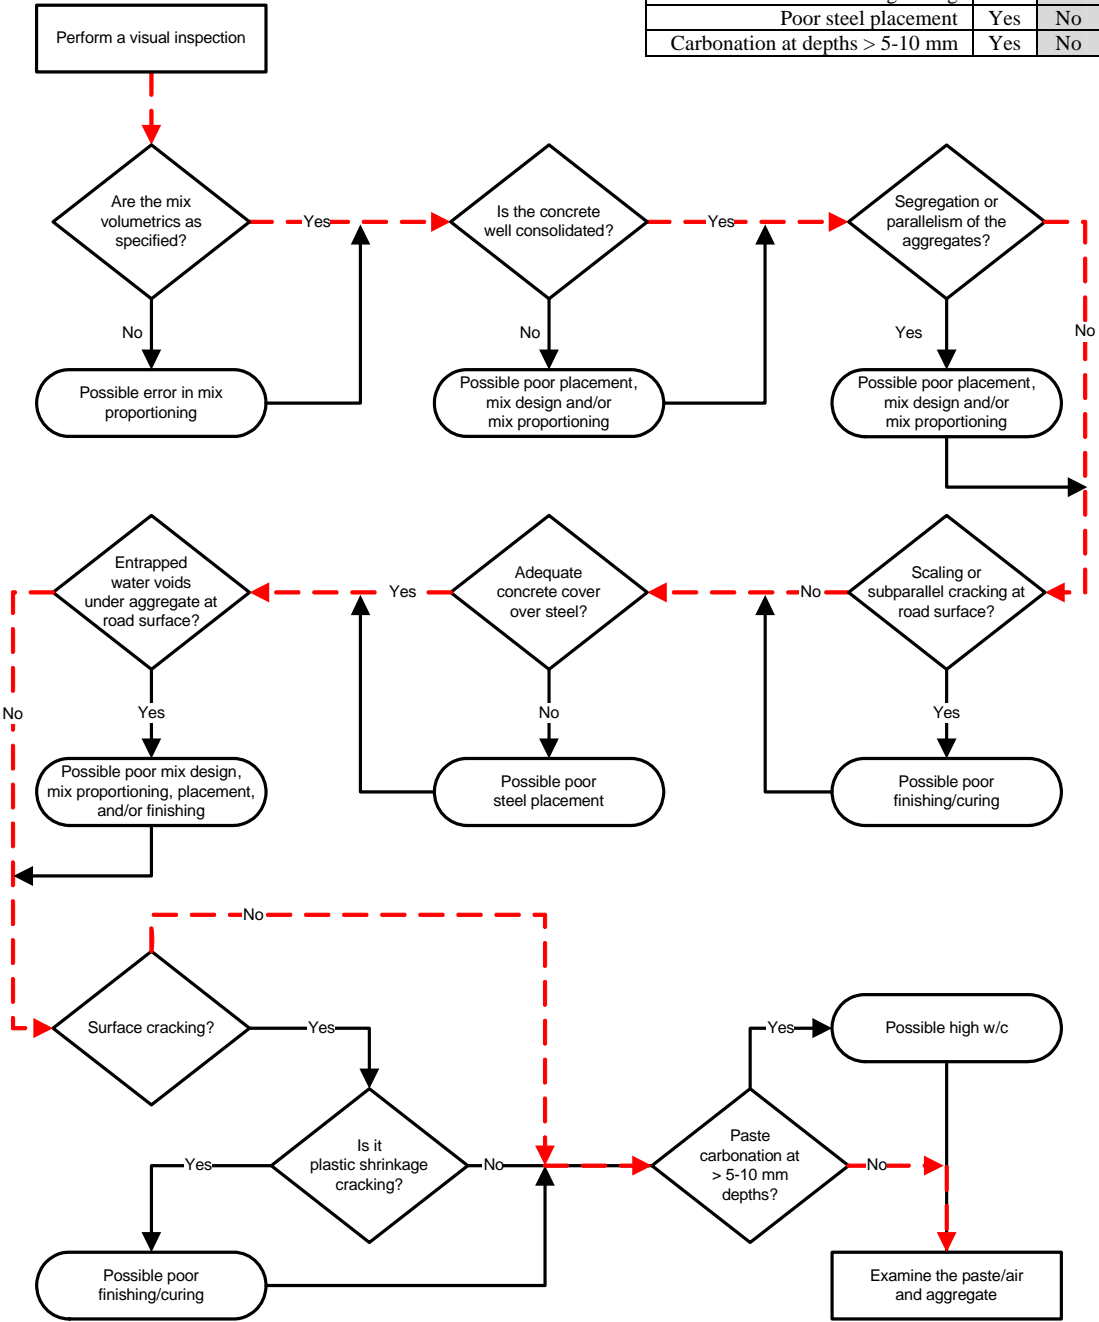 Poor steel placement Yes No
Carbonation at depths > 5-10 mm Yes No
Perform a visual inspection
Are the mix
volumetrics as
specified?
Yes
Is the concrete
well consolidated?
Yes
Segregation or
parallelism of the
aggregates?
No
No
No
Yes
Possible error in mix
proportioning
Possible poor placement,
mix design and/or
mix proportioning
Possible poor placement,
mix design and/or
mix proportioning
Entrapped
water voids
under aggregate at
road surface?
Yes
Adequate
concrete cover
over steel?
No
Scaling or
subparallel cracking at
road surface?
No
Yes
No
Yes
Possible poor mix design,
mix proportioning, placement,
and/or finishing
Possible poor
steel placement
Possible poor
finishing/curing
No
Surface cracking?
Yes
Yes
Possible high w/c
Is it
plastic shrinkage
cracking?
Yes
No
Paste
carbonation at
> 5-10 mm
depths?
No
Possible poor
finishing/curing
Examine the paste/air
and aggregate